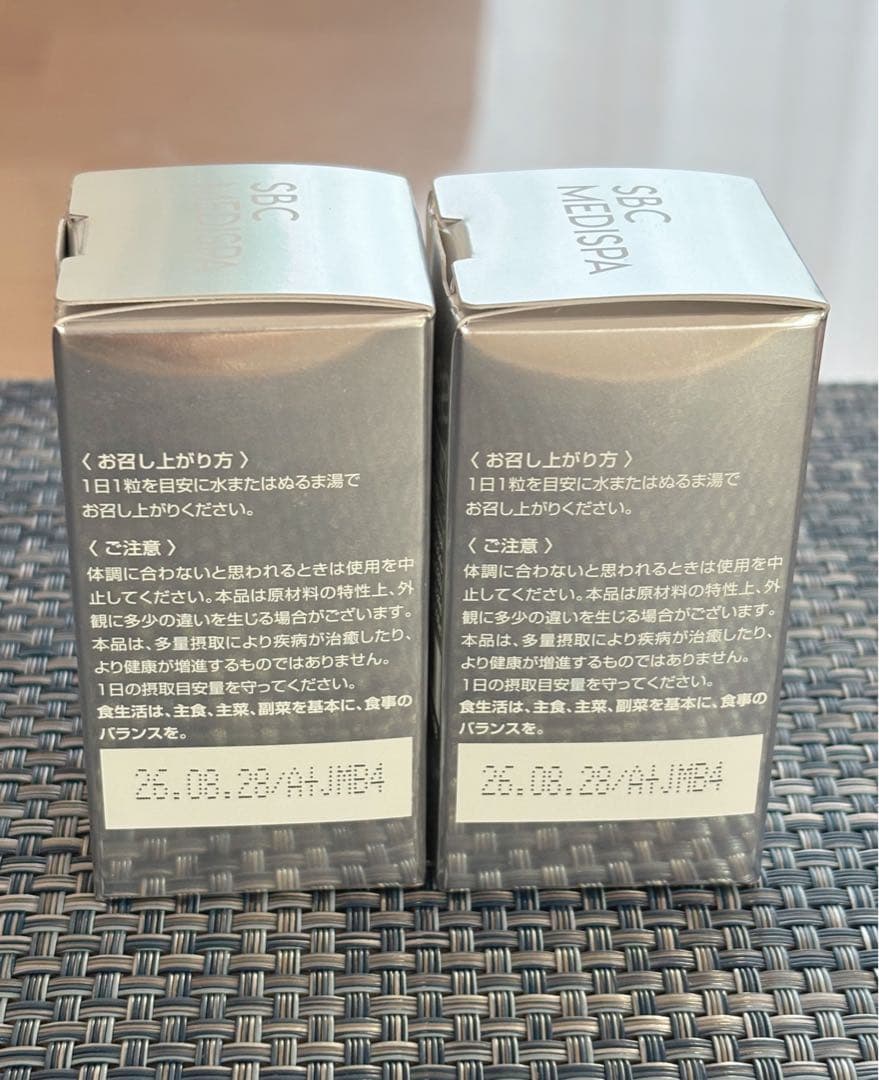 SBC
MEDISPA
〈 お召し上がり方 〉
1日1粒を目安に水またはぬるま湯で
お召し上がりください。
〈 ご注意 〉
体調に合わないと思われるときは使用を中
止してください。本品は原材料の特性上、外
観に多少の違いを生じる場合がございます。
本品は、多量摂取により疾病が治癒したり、
より健康が増進するものではありません。
1日の摂取目安量を守ってください。
食生活は、主食、主菜、副菜を基本に、食事の
バランスを。
26.08.28/A+JMB4
SBC
MEDISPA
〈 お召し上がり方 〉
1日1粒を目安に水またはぬるま湯で
お召し上がりください。
〈 ご注意 〉
体調に合わないと思われるときは使用を中
止してください。本品は原材料の特性上、外
観に多少の違いを生じる場合がございます。
本品は、多量摂取により疾病が治癒したり、
より健康が増進するものではありません。
1日の摂取目安量を守ってください。
食生活は、主食、主菜、副菜を基本に、食事の
バランスを。
26.08.28/A+JMB4